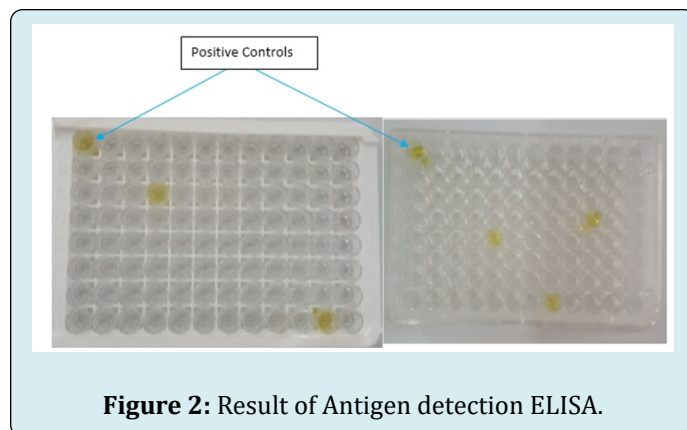 Positive Controls
Figure 2: Result of Antigen detection ELISA.